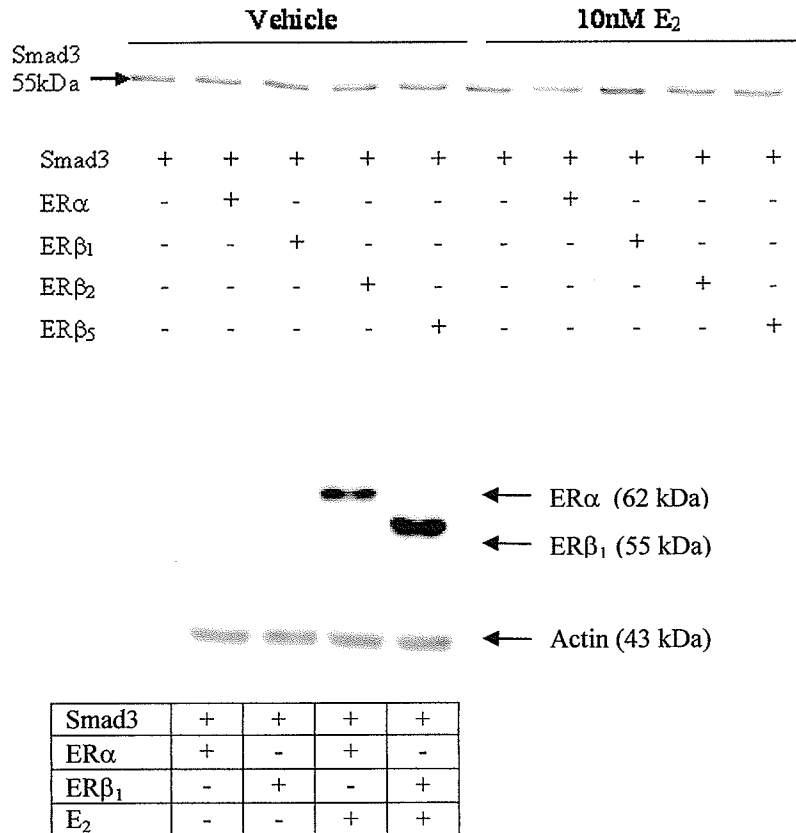 Vehicle 10nM E₂
Smad3
55kDa
Smad3 + + + + + + + + + +
ERα - + - - - - + - - -
ERβ₁ - - + - - - - + - -
ERβ₂ - - - + - - - - + -
ERβ₅ - - - - + - - - - +
ERα (62 kDa)
ERβ₁ (55 kDa)
Actin (43 kDa)
Smad3 + + + +
ERα + - + -
ERβ₁ - + - +
E₂ - - + +